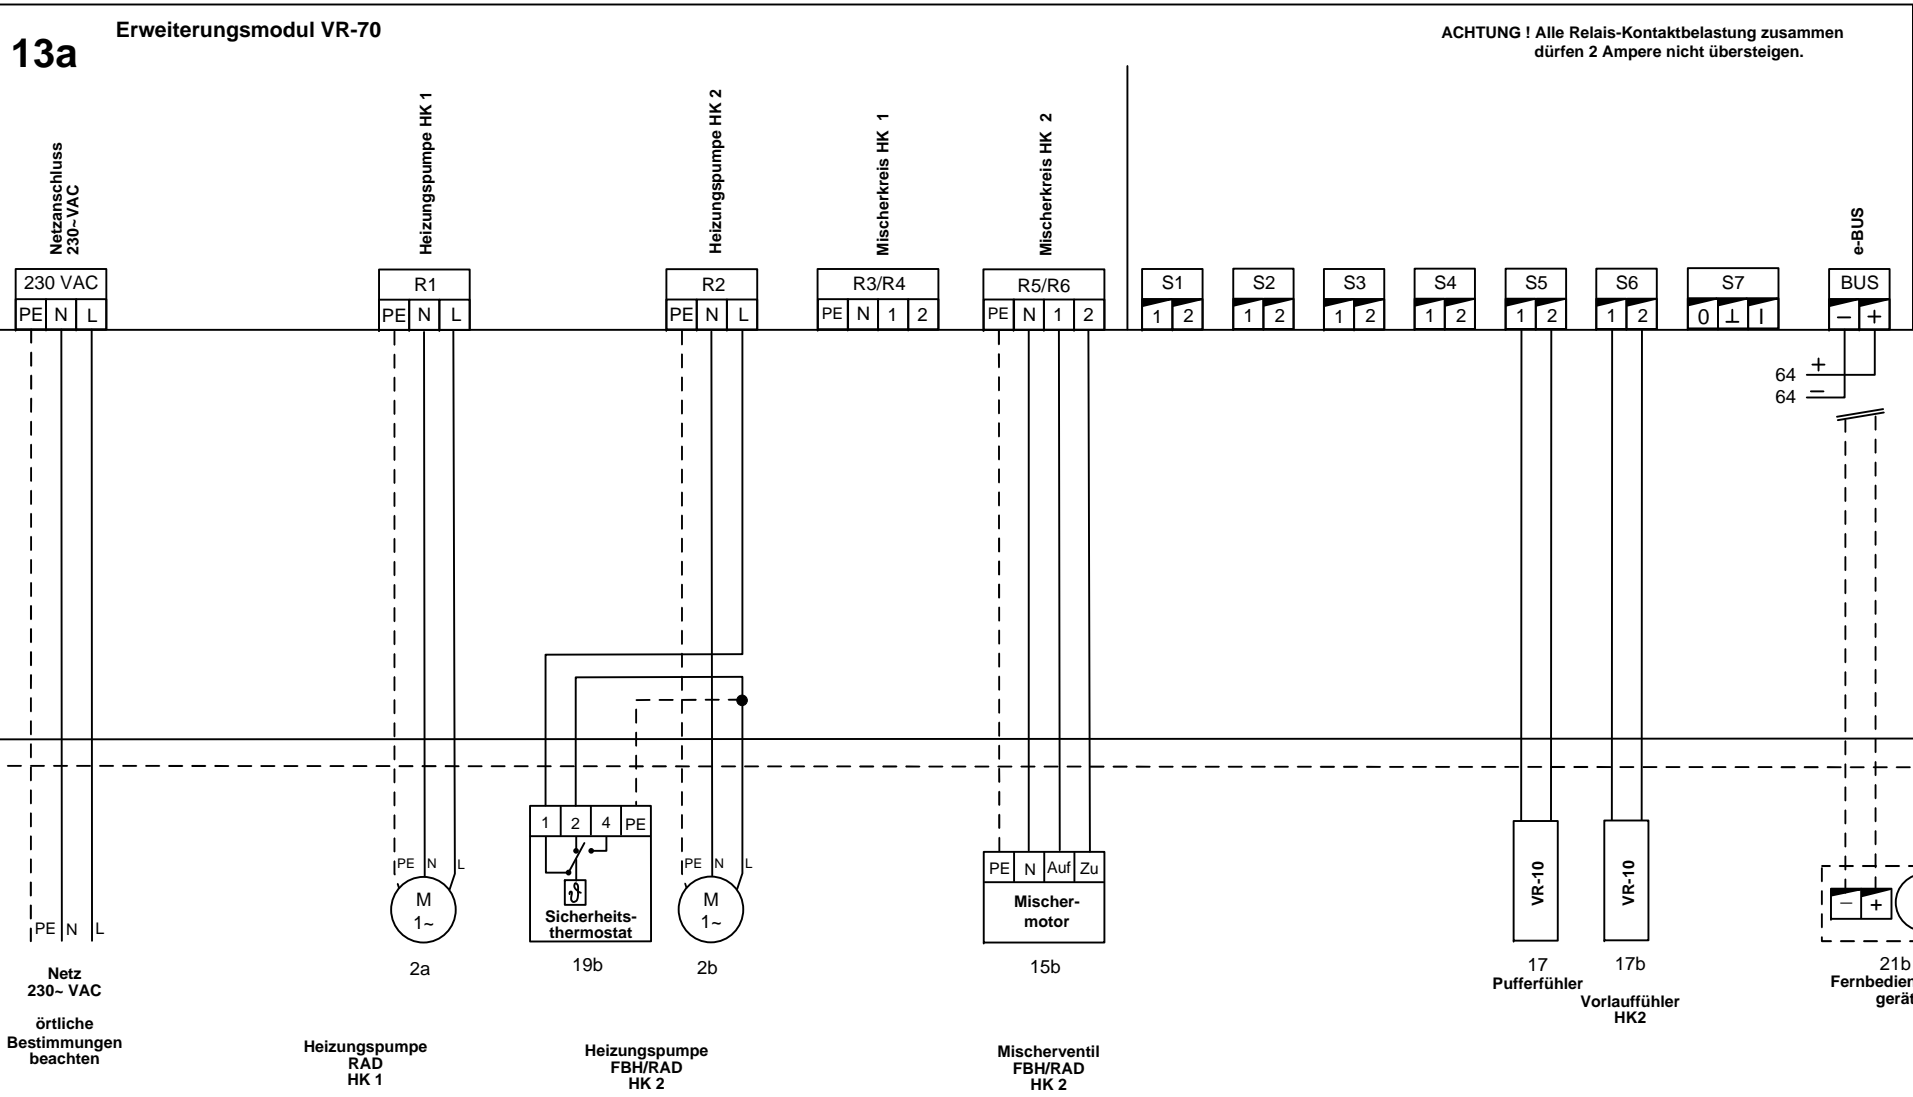 13a
Erweiterungsmodul VR-70
ACHTUNG ! Alle Relais-Kontaktbelastung zusammen
dürfen 2 Ampere nicht übersteigen.
Netzanschluss
230~VAC
Heizungspumpe HK 1
Heizungspumpe HK 2
Mischerkreis HK 1
Mischerkreis HK 2
e-BUS
230 VAC R1 R2 R3/R4 R5/R6 S1 S2 S3 S4 S5 S6 S7 BUS
PE N L PE N L PE N L PE N 1 2 PE N 1 2 1 2 1 2 1 2 1 2 1 2 1 2 0 ⊥ I − +
64 +
64 −
1 2 4 PE
ϑ
Sicherheits-
thermostat
PE N L
PE N L
M
1~
PE N L
M
1~
PE N Auf Zu
Mischer-
motor
VR-10
VR-10
− +
2a
19b
2b
15b
17
Pufferfühler
17b
Vorlauffühler
HK2
21b
Fernbedien
gerät
Netz
230~ VAC
örtliche
Bestimmungen
beachten
Heizungspumpe
RAD
HK 1
Heizungspumpe
FBH/RAD
HK 2
Mischerventil
FBH/RAD
HK 2